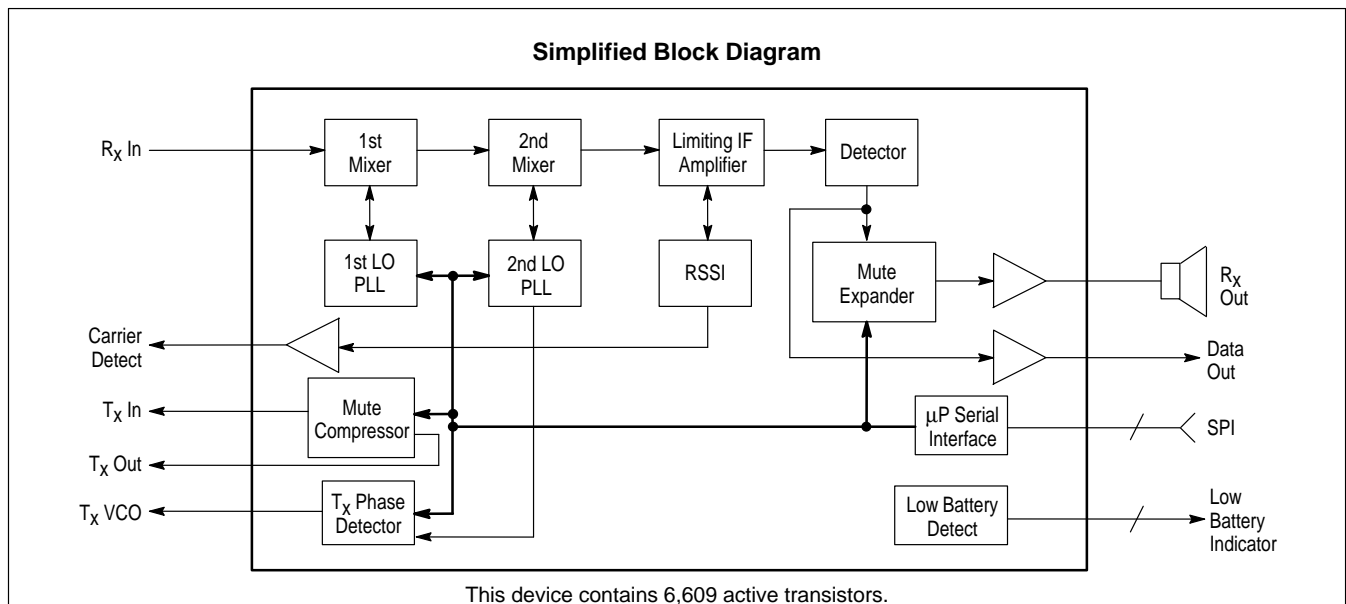 Simplified Block Diagram
RX In
1st
Mixer
2nd
Mixer
Limiting IF
Amplifier
Detector
1st LO
PLL
2nd LO
PLL
RSSI
Mute
Expander
RX
Out
Carrier
Detect
Data
Out
TX In
Mute
Compressor
µP Serial
Interface
SPI
TX Out
TX VCO
TX Phase
Detector
Low Battery
Detect
Low
Battery
Indicator
This device contains 6,609 active transistors.